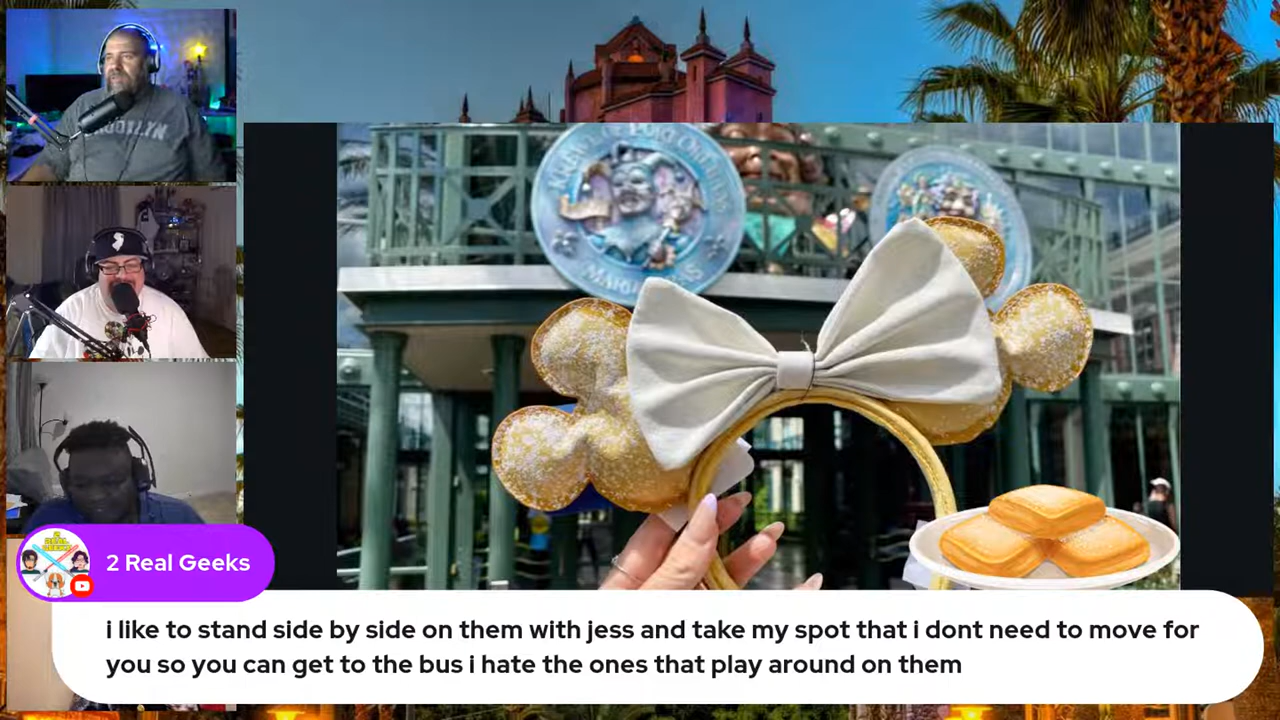 BROOKLYN
2 Real Geeks
i like to stand side by side on them with jess and take my spot that i dont need to move for
you so you can get to the bus i hate the ones that play around on them